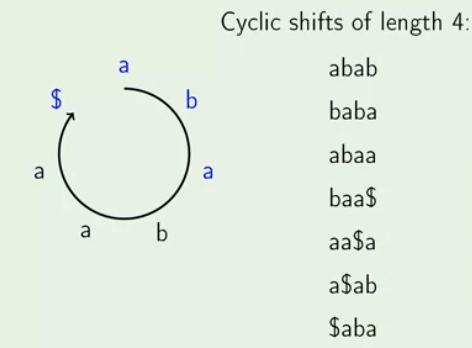 Cyclic shifts of length 4:
a
$
b
a
a
a
b
abab
baba
abaa
baa$
aa$a
a$ab
$aba